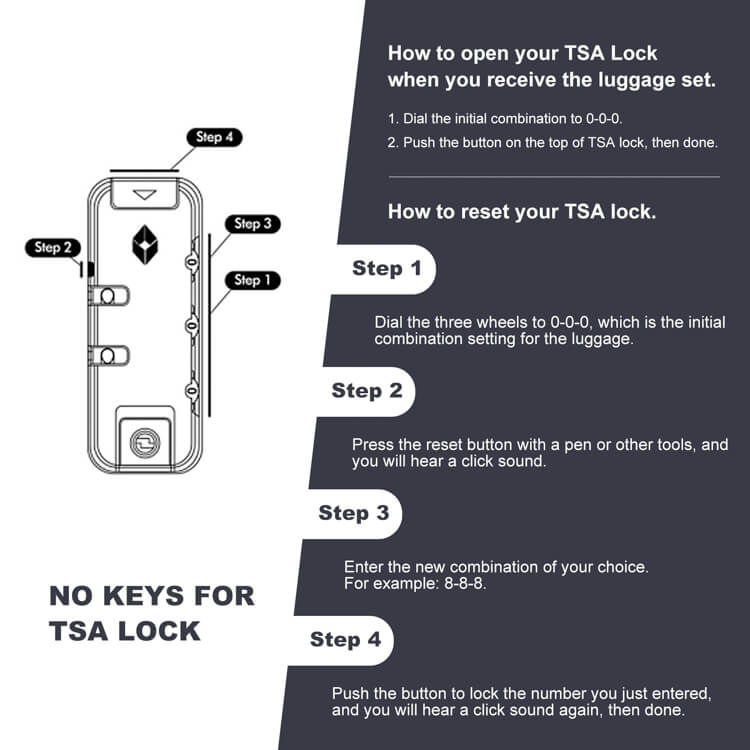 How to open your TSA Lock
when you receive the luggage set.
1. Dial the initial combination to 0-0-0.
2. Push the button on the top of TSA lock, then done.
How to reset your TSA lock.
Step 4
Step 3
Step 2
Step 1
0
0
0
NO KEYS FOR
TSA LOCK
Step 1
Dial the three wheels to 0-0-0, which is the initial
combination setting for the luggage.
Step 2
Press the reset button with a pen or other tools, and
you will hear a click sound.
Step 3
Enter the new combination of your choice.
For example: 8-8-8.
Step 4
Push the button to lock the number you just entered,
and you will hear a click sound again, then done.